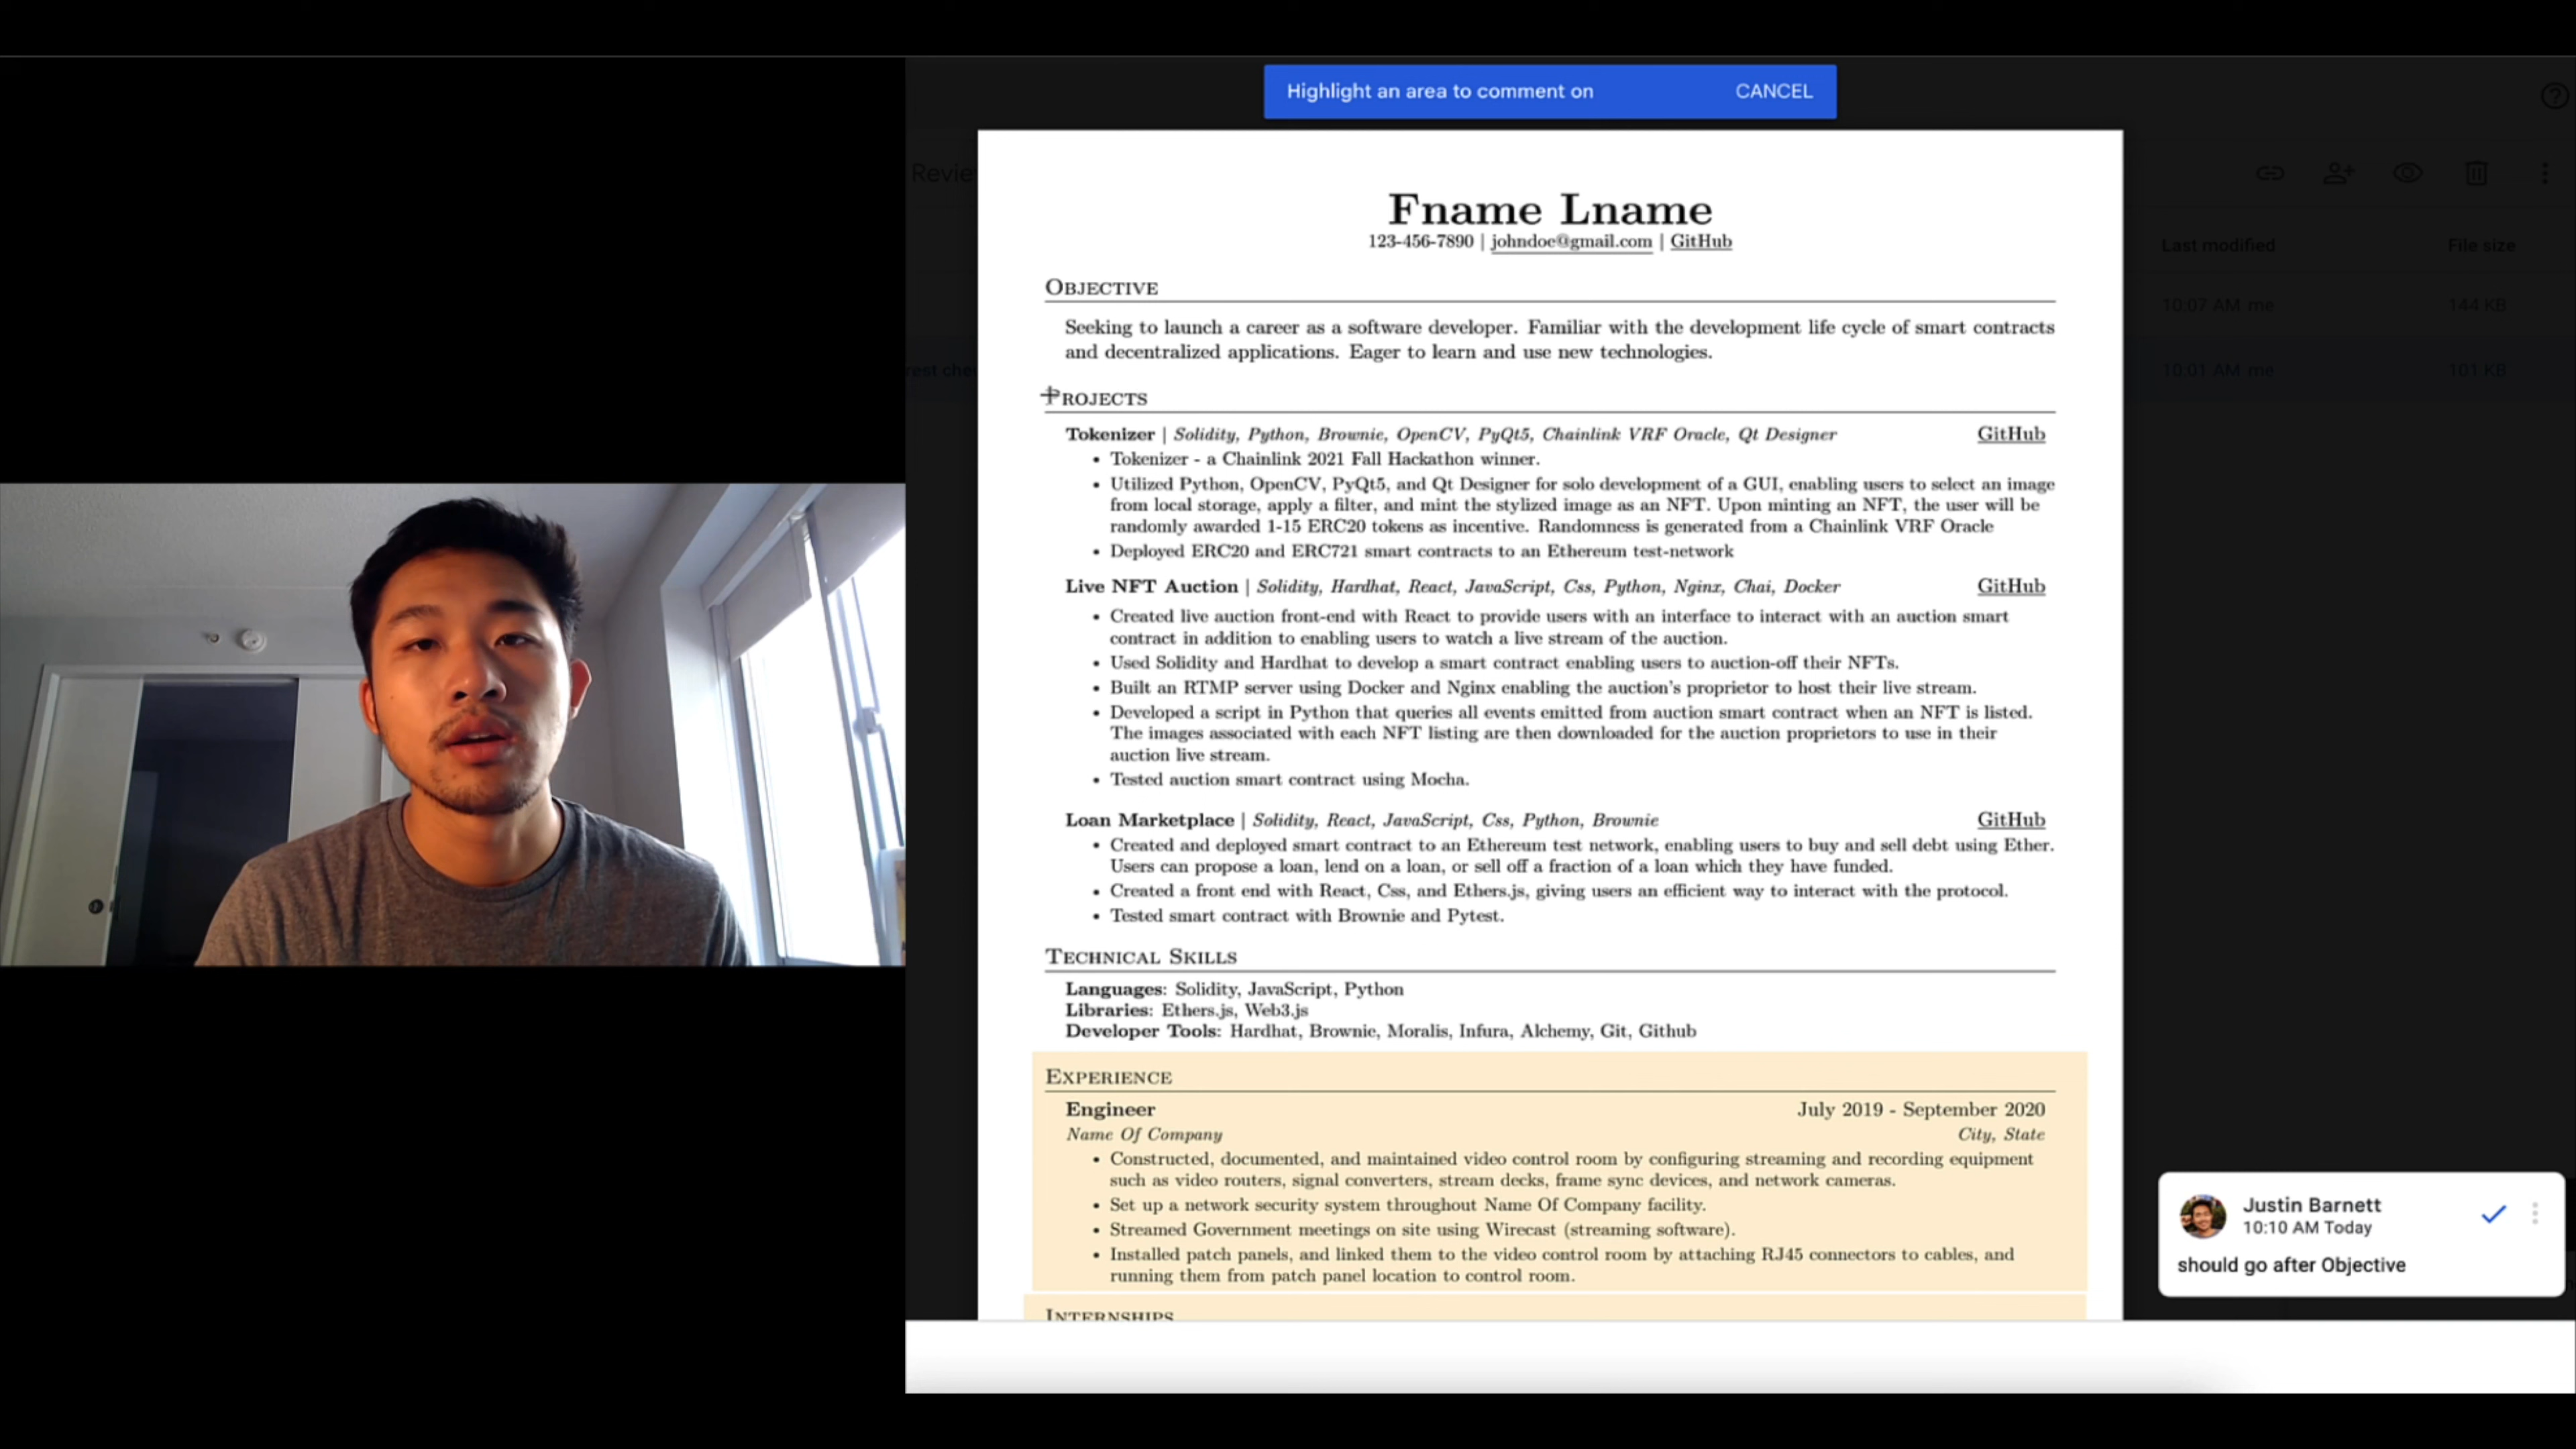 Highlight an area to comment on CANCEL
Revie
Last modified File size
10:07 AM me 144 KB
rest che
10:01 AM me 101 KB
Fname Lname
123-456-7890 | johndoe@gmail.com | GitHub
OBJECTIVE
Seeking to launch a career as a software developer. Familiar with the development life cycle of smart contracts
and decentralized applications. Eager to learn and use new technologies.
PROJECTS
Tokenizer | Solidity, Python, Brownie, OpenCV, PyQt5, Chainlink VRF Oracle, Qt Designer GitHub
• Tokenizer - a Chainlink 2021 Fall Hackathon winner.
• Utilized Python, OpenCV, PyQt5, and Qt Designer for solo development of a GUI, enabling users to select an image
from local storage, apply a filter, and mint the stylized image as an NFT. Upon minting an NFT, the user will be
randomly awarded 1-15 ERC20 tokens as incentive. Randomness is generated from a Chainlink VRF Oracle
• Deployed ERC20 and ERC721 smart contracts to an Ethereum test-network
Live NFT Auction | Solidity, Hardhat, React, JavaScript, Css, Python, Nginx, Chai, Docker GitHub
• Created live auction front-end with React to provide users with an interface to interact with an auction smart
contract in addition to enabling users to watch a live stream of the auction.
• Used Solidity and Hardhat to develop a smart contract enabling users to auction-off their NFTs.
• Built an RTMP server using Docker and Nginx enabling the auction's proprietor to host their live stream.
• Developed a script in Python that queries all events emitted from auction smart contract when an NFT is listed.
The images associated with each NFT listing are then downloaded for the auction proprietors to use in their
auction live stream.
• Tested auction smart contract using Mocha.
Loan Marketplace | Solidity, React, JavaScript, Css, Python, Brownie GitHub
• Created and deployed smart contract to an Ethereum test network, enabling users to buy and sell debt using Ether.
Users can propose a loan, lend on a loan, or sell off a fraction of a loan which they have funded.
• Created a front end with React, Css, and Ethers.js, giving users an efficient way to interact with the protocol.
• Tested smart contract with Brownie and Pytest.
TECHNICAL SKILLS
Languages: Solidity, JavaScript, Python
Libraries: Ethers.js, Web3.js
Developer Tools: Hardhat, Brownie, Moralis, Infura, Alchemy, Git, Github
EXPERIENCE
Engineer July 2019 - September 2020
Name Of Company City, State
• Constructed, documented, and maintained video control room by configuring streaming and recording equipment
such as video routers, signal converters, stream decks, frame sync devices, and network cameras.
• Set up a network security system throughout Name Of Company facility.
• Streamed Government meetings on site using Wirecast (streaming software).
• Installed patch panels, and linked them to the video control room by attaching RJ45 connectors to cables, and
running them from patch panel location to control room.
INTERNSHIPS
Justin Barnett
10:10 AM Today
should go after Objective